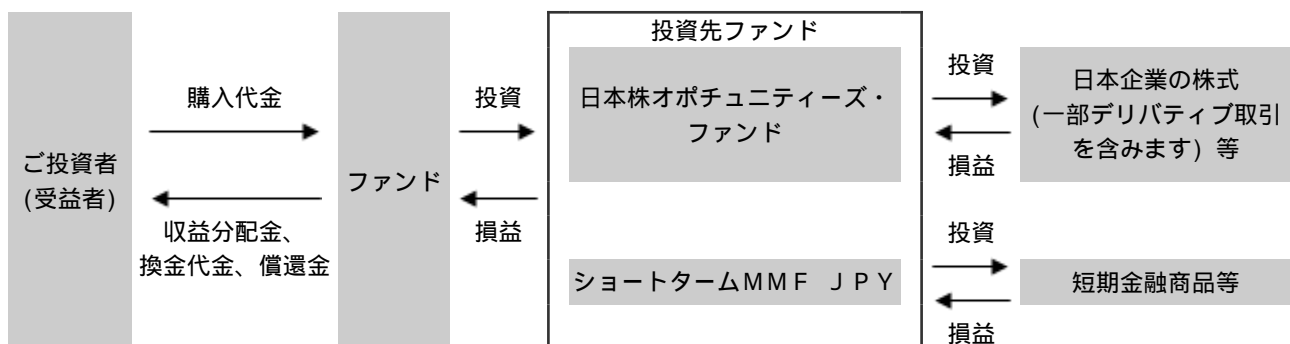 ご投資者
(受益者)
購入代金
収益分配金、
換金代金、償還金
ファンド
投資
損益
投資先ファンド
日本株オポチュニティーズ・
ファンド
ショートタームＭＭＦ　ＪＰＹ
投資
損益
日本企業の株式
(一部デリバティブ取引
を含みます) 等
投資
損益
短期金融商品等